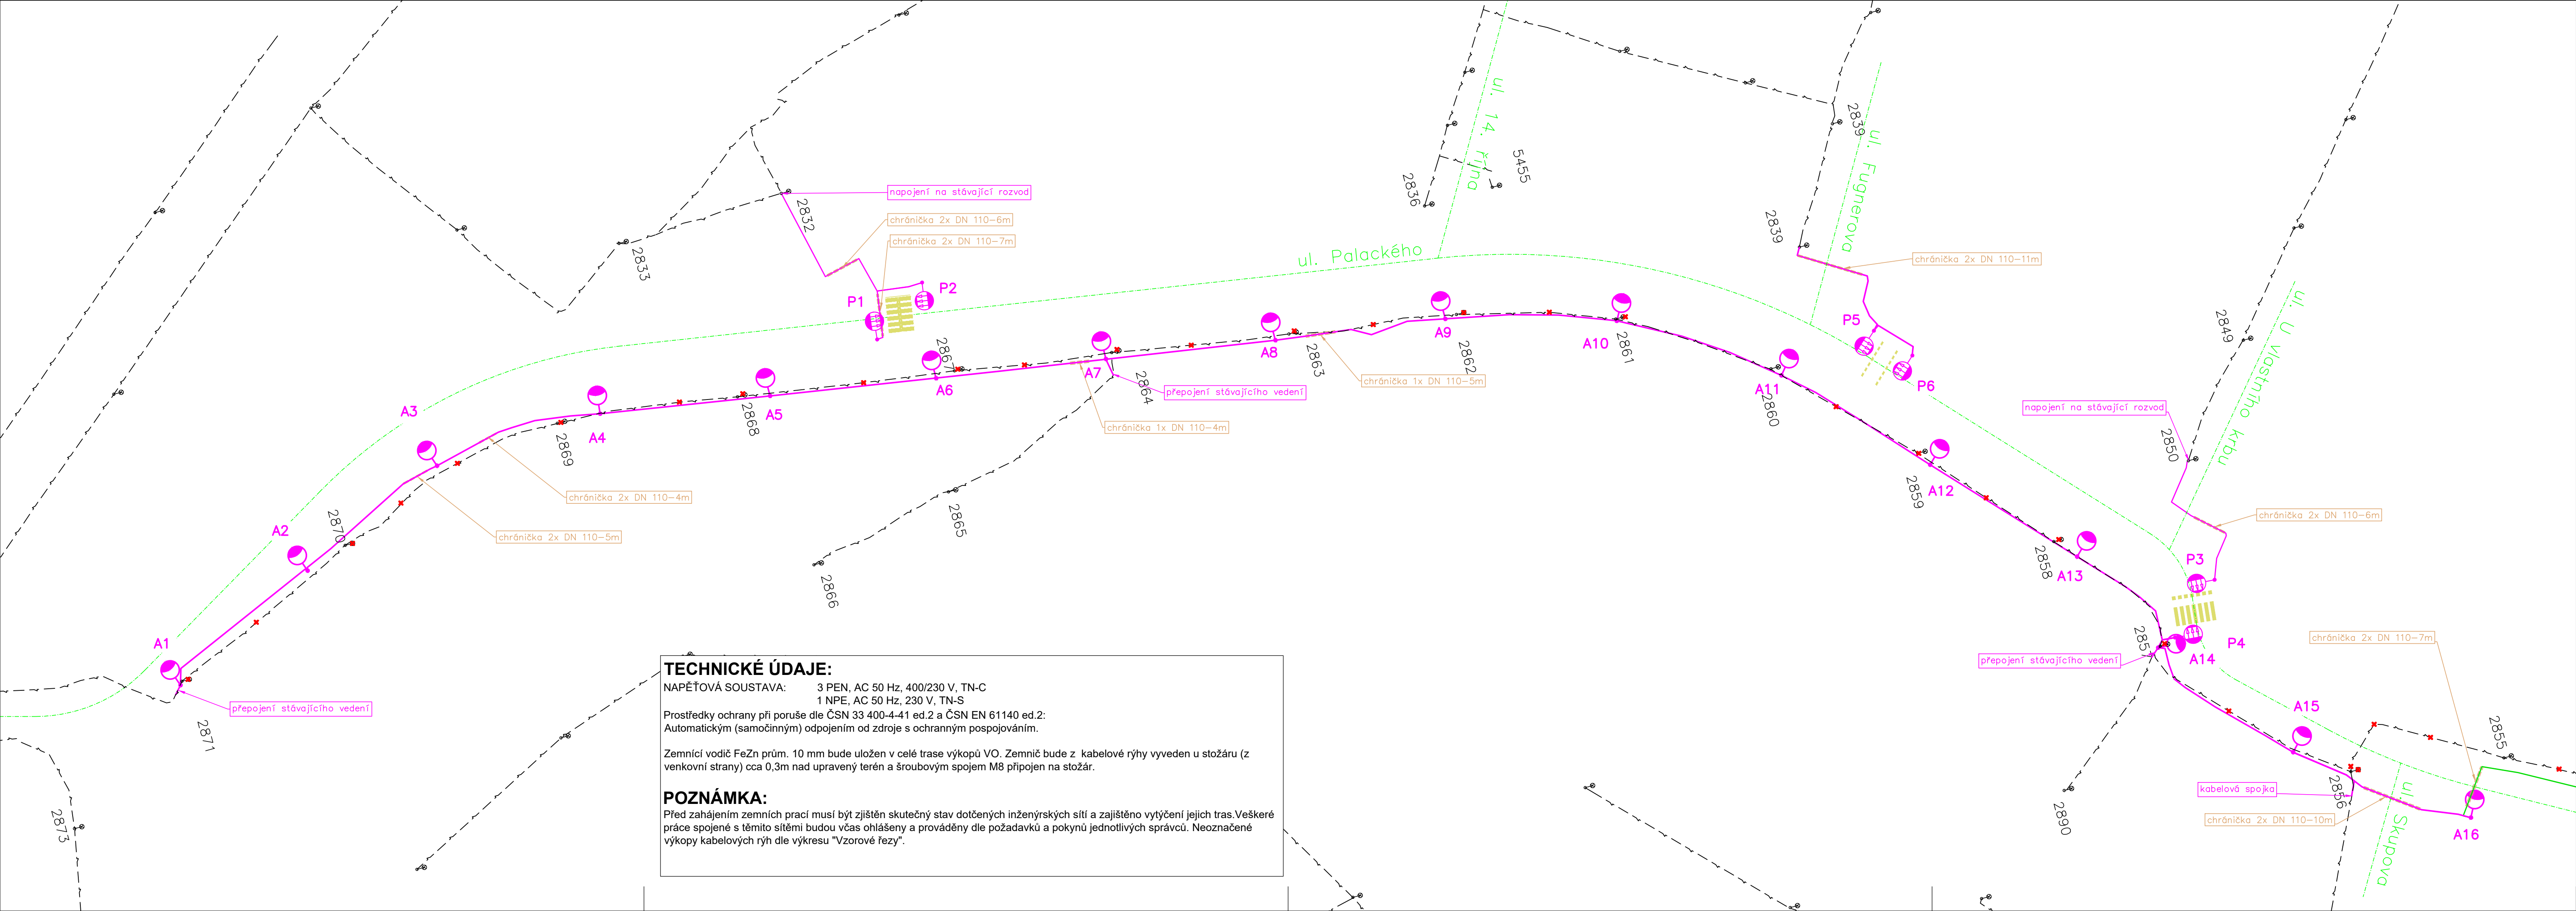 ul. 14. října
5455
2836
2839
ul. Fugnerova
2839
napojení na stávající rozvod
2832
chránička 2x DN 110-6m
chránička 2x DN 110-7m
2833
ul. Palackého
chránička 2x DN 110-11m
P1
P2
P5
P6
2849
ul. U vlastního krbu
A3
A4
2869
A5
2868
A6
A7
2864
přepojení stávajícího vedení
A8
2863
chránička 1x DN 110-5m
A9
2862
A10
2861
A11
2860
napojení na stávající rozvod
2850
chránička 1x DN 110-4m
A12
2859
chránička 2x DN 110-4m
chránička 2x DN 110-5m
chránička 2x DN 110-6m
A2
2870
2865
2866
2858
A13
P3
A1
P4
A14
chránička 2x DN 110-7m
přepojení stávajícího vedení
přepojení stávajícího vedení
2871
A15
2855
2873
2890
kabelová spojka
2856
chránička 2x DN 110-10m
ul. Skupova
A16
TECHNICKÉ ÚDAJE:
NAPĚŤOVÁ SOUSTAVA: 3 PEN, AC 50 Hz, 400/230 V, TN-C
1 NPE, AC 50 Hz, 230 V, TN-S
Prostředky ochrany při poruše dle ČSN 33 400-4-41 ed.2 a ČSN EN 61140 ed.2:
Automatickým (samočinným) odpojením od zdroje s ochranným pospojováním.
Zemnící vodič FeZn prům. 10 mm bude uložen v celé trase výkopů VO. Zemnič bude z kabelové rýhy vyveden u stožáru (z
venkovní strany) cca 0,3m nad upravený terén a šroubovým spojem M8 připojen na stožár.
POZNÁMKA:
Před zahájením zemních prací musí být zjištěn skutečný stav dotčených inženýrských sítí a zajištěno vytýčení jejich tras.Veškeré
práce spojené s těmito sítěmi budou včas ohlášeny a prováděny dle požadavků a pokynů jednotlivých správců. Neoznačené
výkopy kabelových rýh dle výkresu "Vzorové řezy".